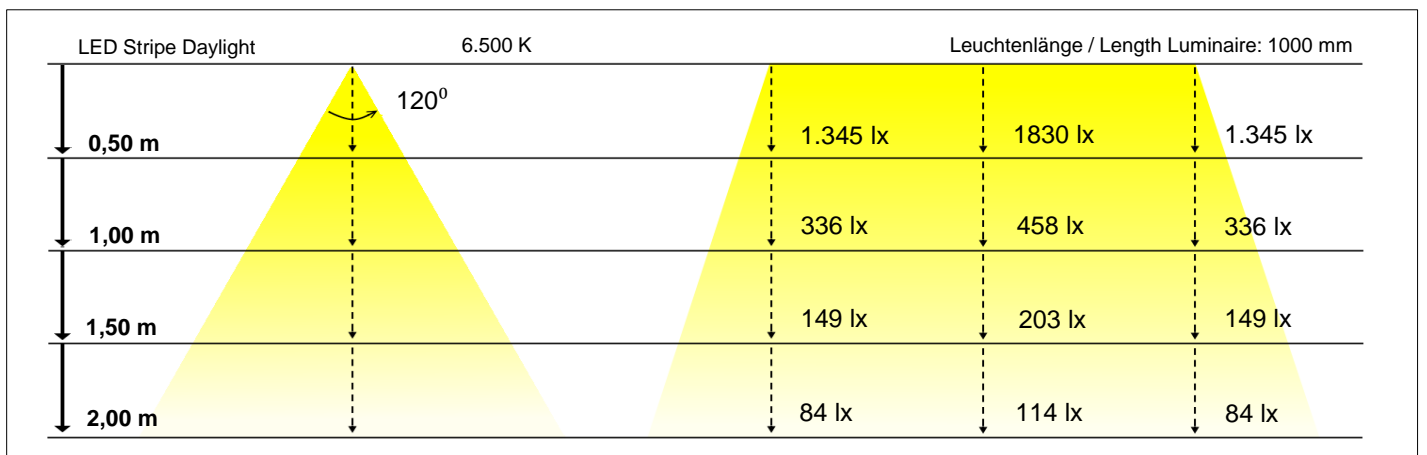 LED Stripe Daylight 6.500 K Leuchtenlänge / Length Luminaire: 1000 mm
120⁰
0,50 m 1.345 lx 1830 lx 1.345 lx
1,00 m 336 lx 458 lx 336 lx
1,50 m 149 lx 203 lx 149 lx
2,00 m 84 lx 114 lx 84 lx